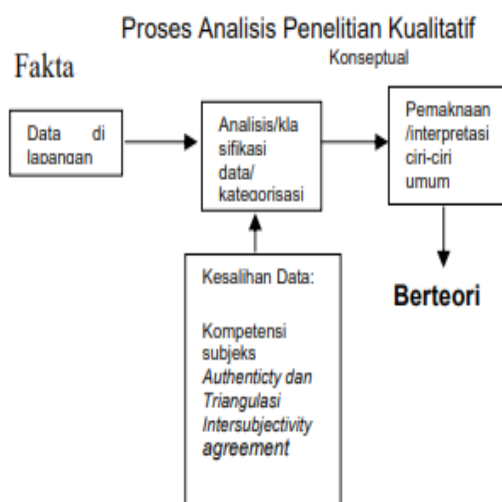 Proses Analisis Penelitian Kualitatif
Konseptual
Fakta
Data di
lapangan
Analisis/kla
sifikasi
data/
kategorisasi
Pemaknaan
/interpretasi
ciri-ciri
umum
Berteori
Kesalihan Data:
Kompetensi
subjeks
Authenticty dan
Triangulasi
Intersubjectivity
agreement